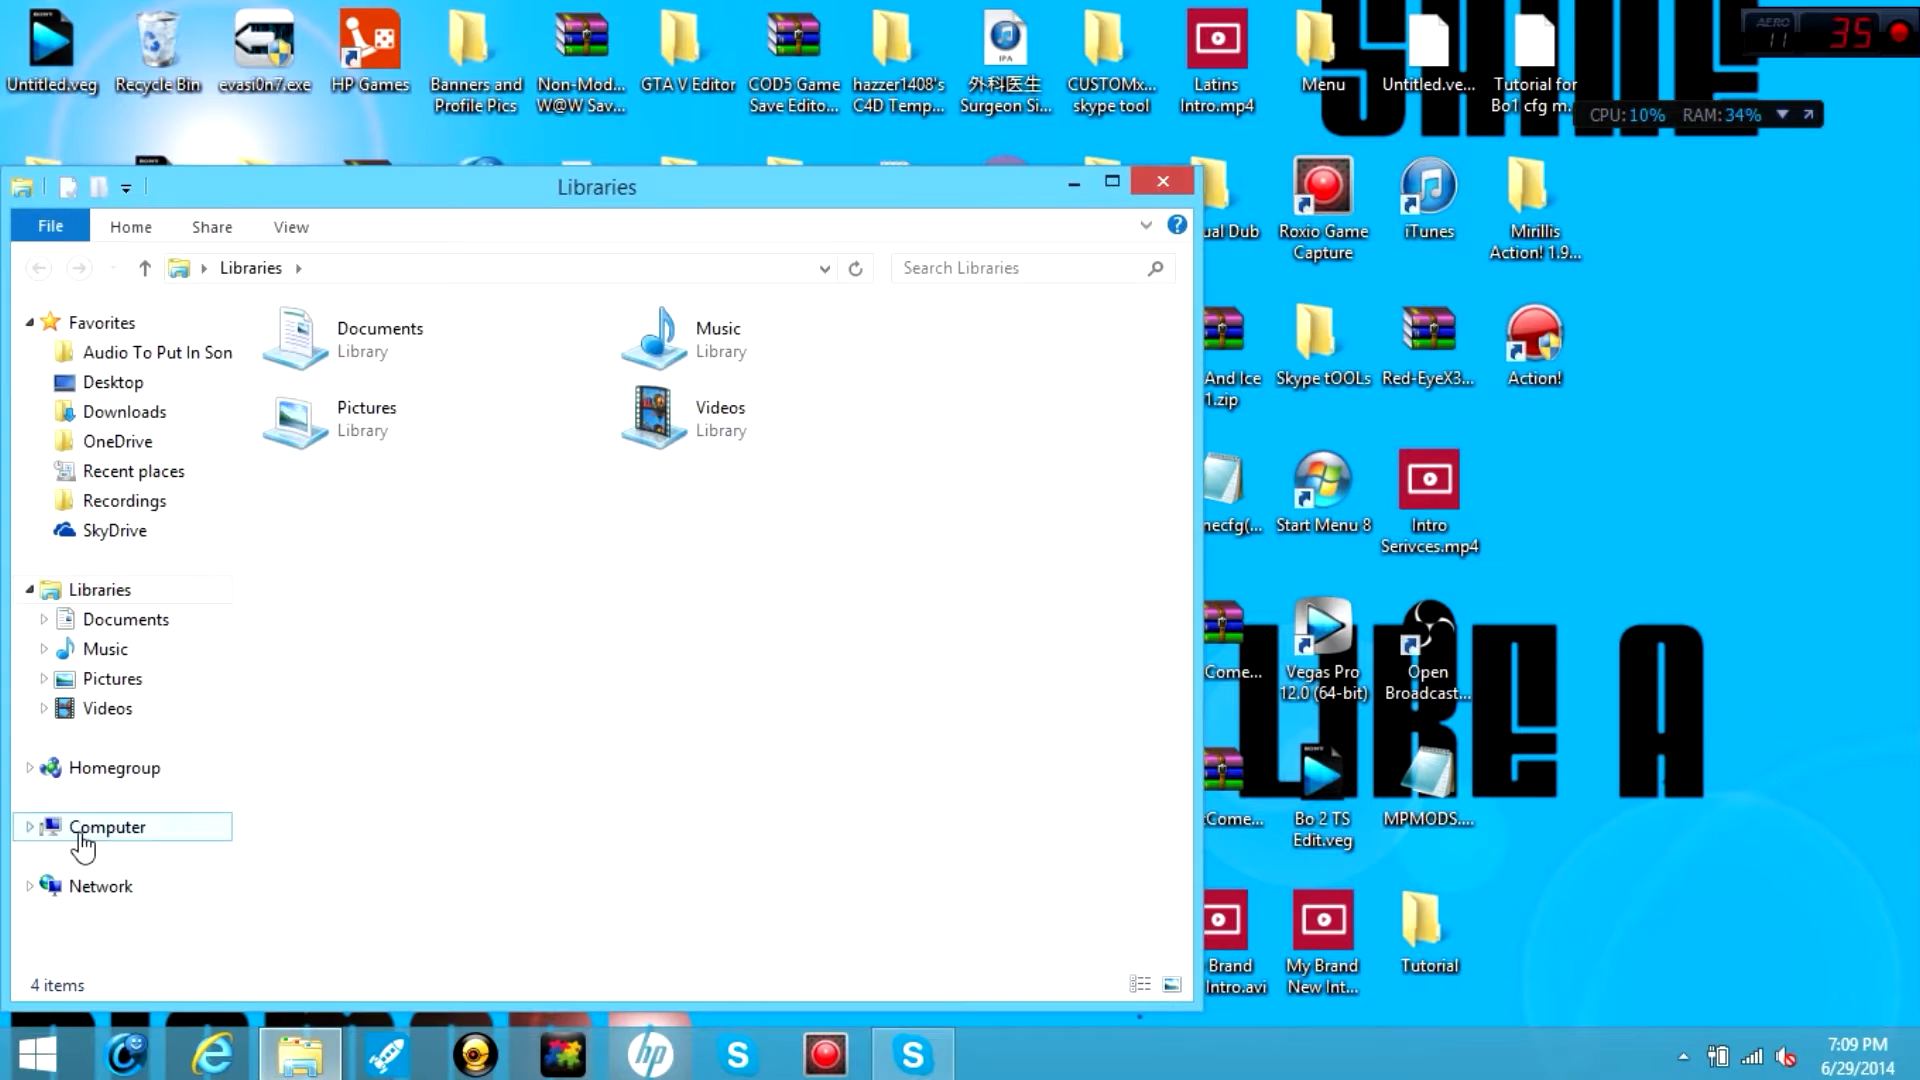 Untitled.veg
Recycle Bin
evasi0n7.exe
HP Games
Banners and
Profile Pics
Non-Mod...
W@W Sav...
GTA V Editor
COD5 Game
Save Edito...
hazzer1408's
C4D Temp...
外科医生
Surgeon Si...
CUSTOMx...
skype tool
Latins
Intro.mp4
Menu
Untitled.ve...
Tutorial for
Bo1 cfg m...
AERO
11
35
CPU: 10% RAM: 34%
Libraries
File
Home
Share
View
Libraries
Search Libraries
Favorites
Audio To Put In Son
Desktop
Downloads
OneDrive
Recent places
Recordings
SkyDrive
Libraries
Documents
Music
Pictures
Videos
Homegroup
Computer
Network
Documents
Library
Music
Library
Pictures
Library
Videos
Library
4 items
ual Dub
Roxio Game
Capture
iTunes
Mirillis
Action! 1.9...
And Ice
1.zip
Skype tOOLs
Red-EyeX3...
Action!
necfg(...
Start Menu 8
Intro
Serivces.mp4
Come...
Vegas Pro
12.0 (64-bit)
Open
Broadcast...
LIKE A
Come...
Bo 2 TS
Edit.veg
MPMODS....
Brand
Intro.avi
My Brand
New Int...
Tutorial
7:09 PM
6/29/2014